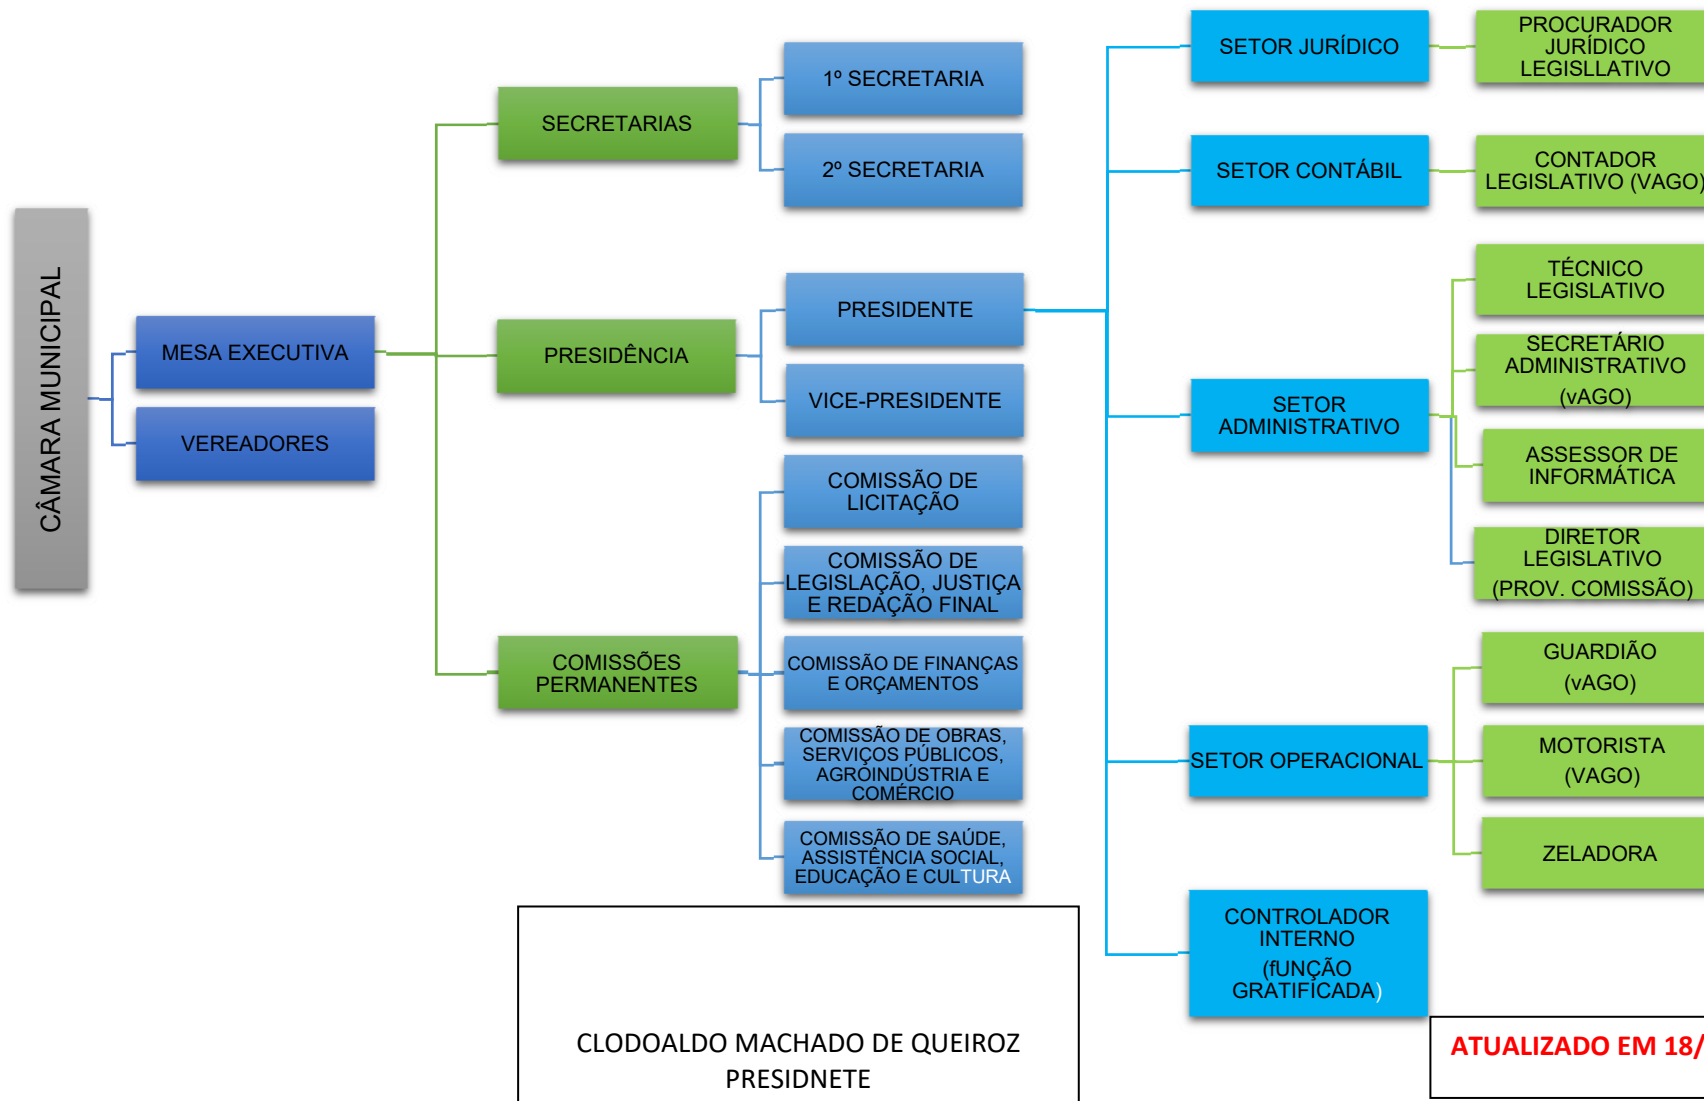 CÂMARA MUNICIPAL
MESA EXECUTIVA
VEREADORES
SECRETARIAS
PRESIDÊNCIA
COMISSÕES
PERMANENTES
1º SECRETARIA
2º SECRETARIA
PRESIDENTE
VICE-PRESIDENTE
COMISSÃO DE
LICITAÇÃO
COMISSÃO DE
LEGISLAÇÃO, JUSTIÇA
E REDAÇÃO FINAL
COMISSÃO DE FINANÇAS
E ORÇAMENTOS
COMISSÃO DE OBRAS,
SERVIÇOS PÚBLICOS,
AGROINDÚSTRIA E
COMÉRCIO
COMISSÃO DE SAÚDE,
ASSISTÊNCIA SOCIAL,
EDUCAÇÃO E CULTURA
SETOR JURÍDICO
PROCURADOR
JURÍDICO
LEGISLLATIVO
SETOR CONTÁBIL
CONTADOR
LEGISLATIVO (VAGO)
SETOR
ADMINISTRATIVO
TÉCNICO
LEGISLATIVO
SECRETÁRIO
ADMINISTRATIVO
(vAGO)
ASSESSOR DE
INFORMÁTICA
DIRETOR
LEGISLATIVO
(PROV. COMISSÃO)
SETOR OPERACIONAL
GUARDIÃO
(vAGO)
MOTORISTA
(VAGO)
ZELADORA
CONTROLADOR
INTERNO
(fUNÇÃO
GRATIFICADA)
CLODOALDO MACHADO DE QUEIROZ
PRESIDNETE
ATUALIZADO EM 18/